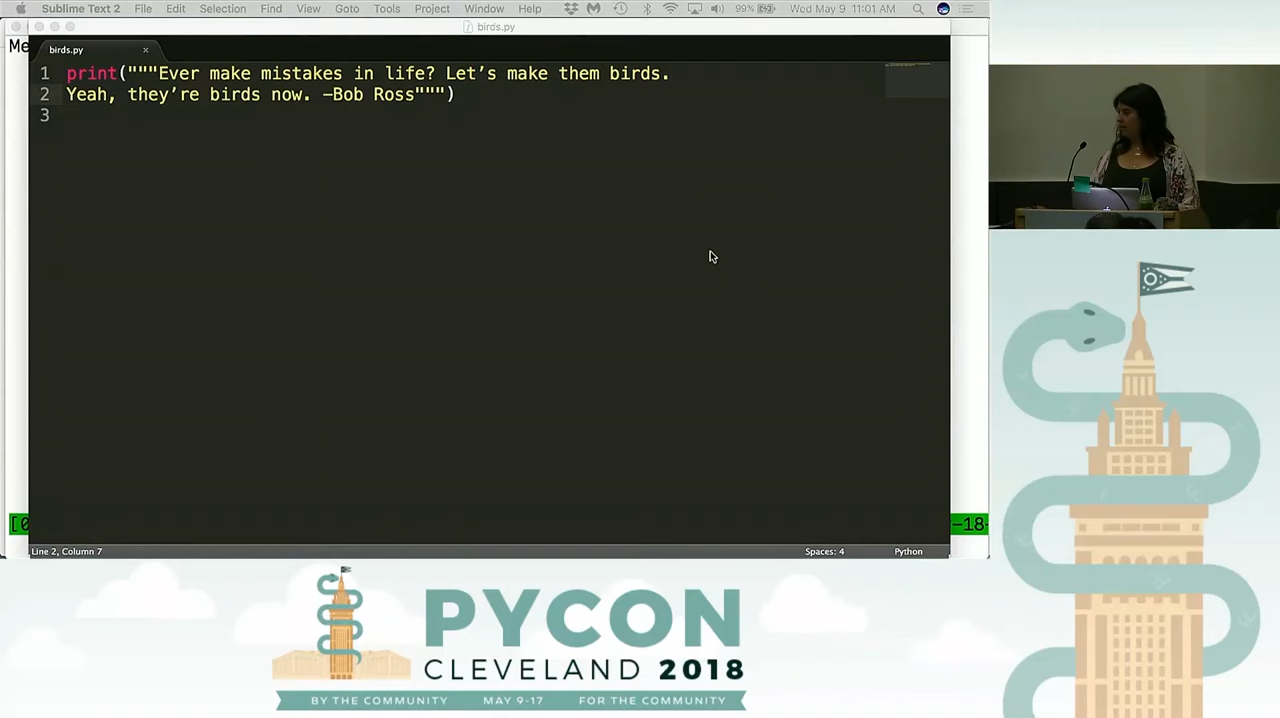 Sublime Text 2 File Edit Selection Find View Goto Tools Project Window Help 99% Wed May 9 11:01 AM
birds.py
Me
birds.py
1 print("""Ever make mistakes in life? Let’s make them birds.
2 Yeah, they’re birds now. -Bob Ross""")
3
[0
-18-
Line 2, Column 7 Spaces: 4 Python
PYCON
CLEVELAND 2018
BY THE COMMUNITY MAY 9-17 FOR THE COMMUNITY